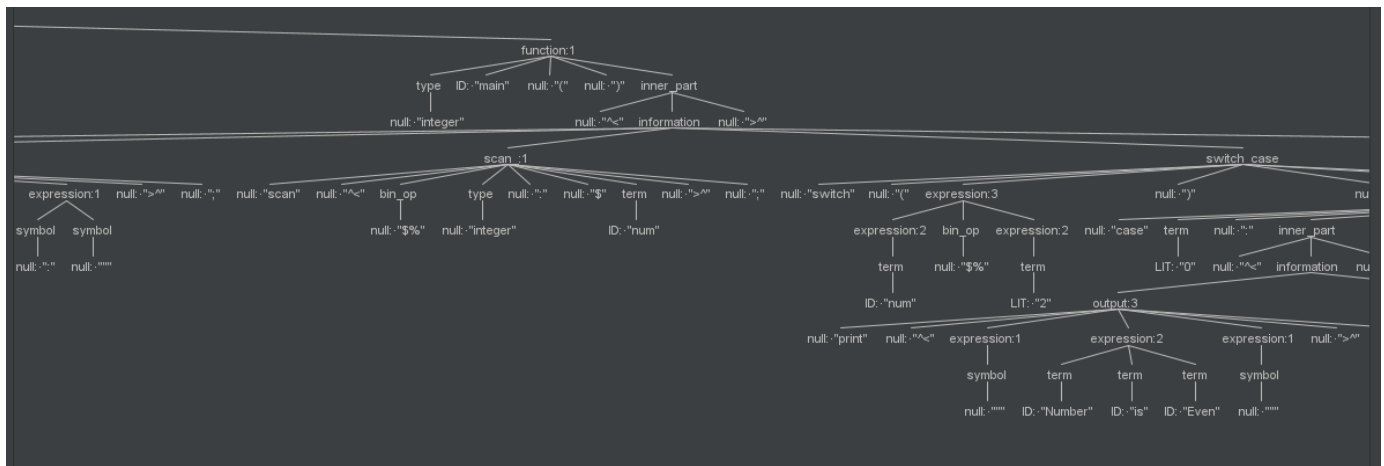 function:1
type ID:·"main" null:·"(" null:·")" inner_part
null:·"integer" null:·"^<" information null:·">^"
scan_:1 switch_case
expression:1 null:·">^" null:·";" null:·"scan" null:·"^<" bin_op type null:·":" null:·"$" term null:·">^" null:·";" null:·"switch" null:·"(" expression:3 null:·")"
symbol symbol null:·"$%" null:·"integer" ID:·"num" expression:2 bin_op expression:2 null:·"case" term null:·":" inner_part
null:·":" null:·""" term null:·"$%" term LIT:·"0" null:·"^<" information
ID:·"num" LIT:·"2" output:3
null:·"print" null:·"^<" expression:1 expression:2 expression:1 null:·">^"
symbol term term term symbol
null:·""" ID:·"Number" ID:·"is" ID:·"Even" null:·"""